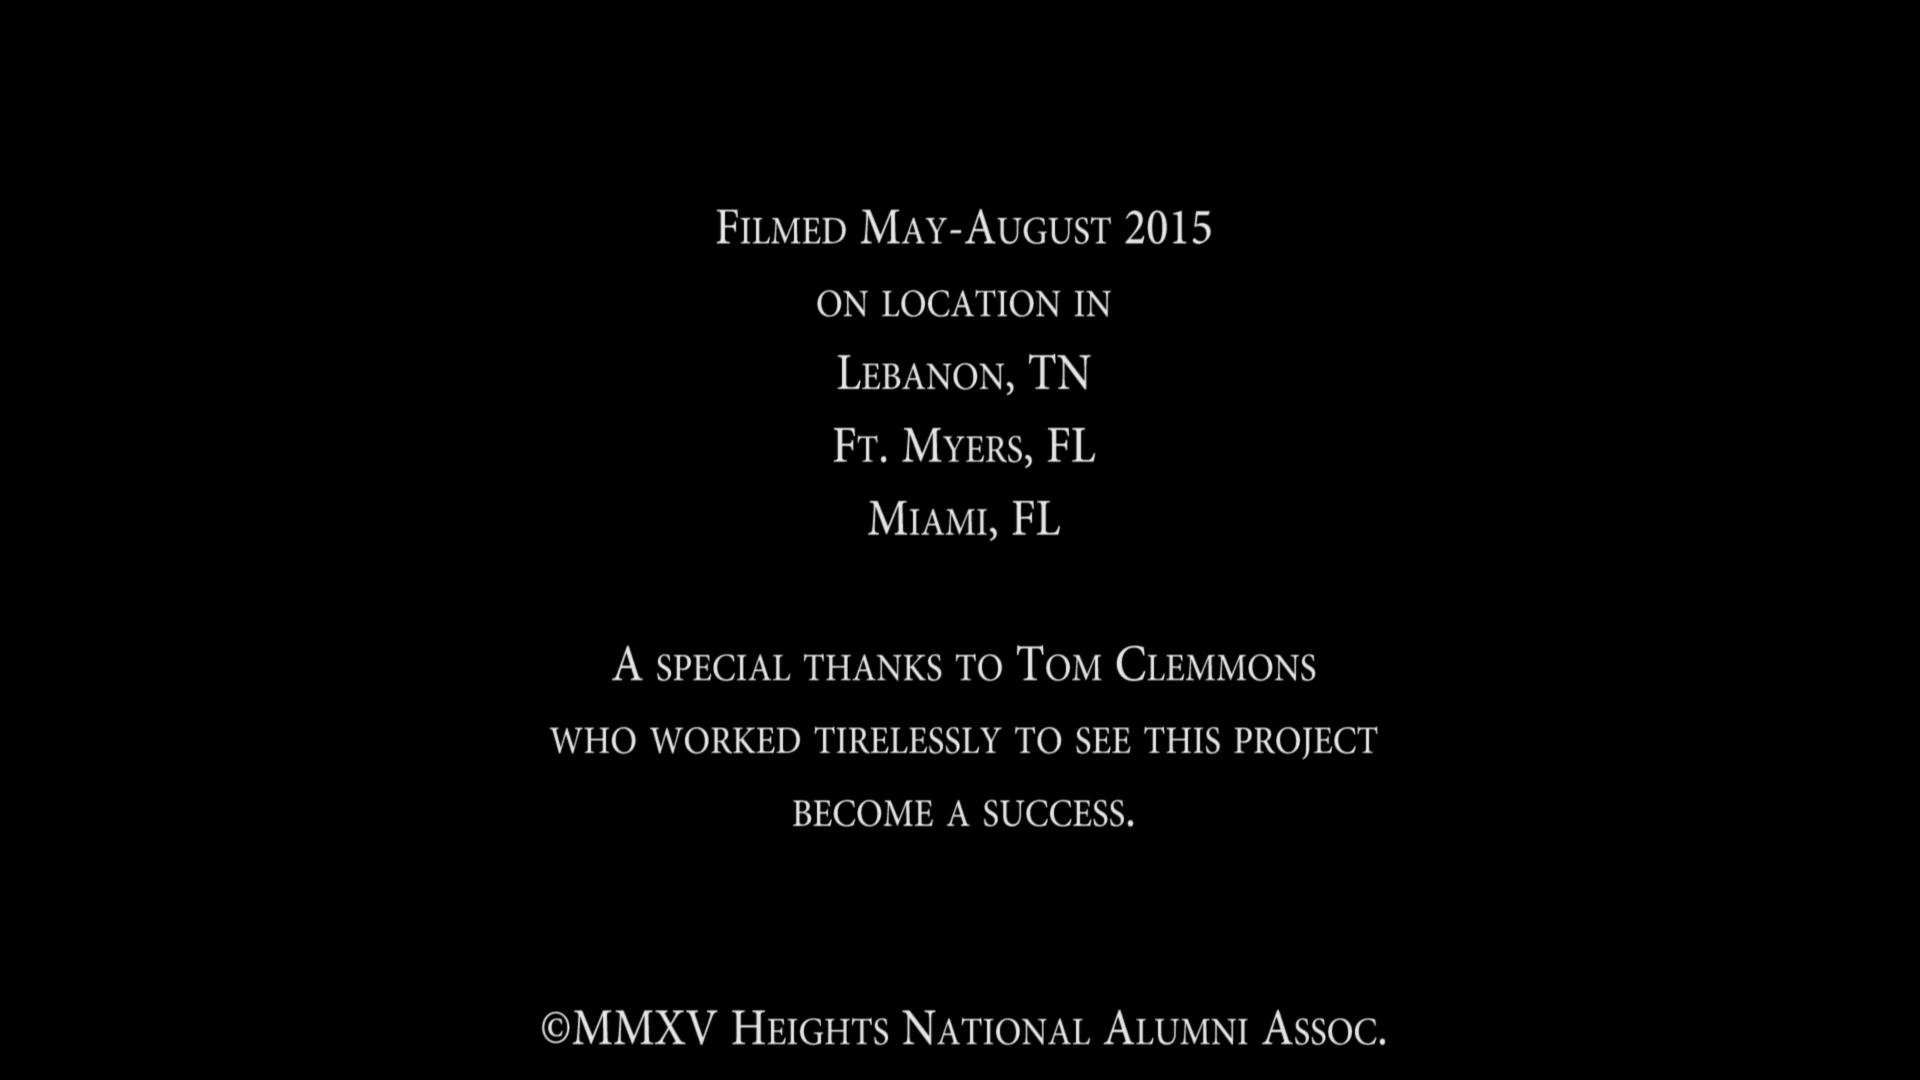 Filmed May-August 2015
on location in
Lebanon, TN
Ft. Myers, FL
Miami, FL
A special thanks to Tom Clemmons
who worked tirelessly to see this project
become a success.
©MMXV Heights National Alumni Assoc.